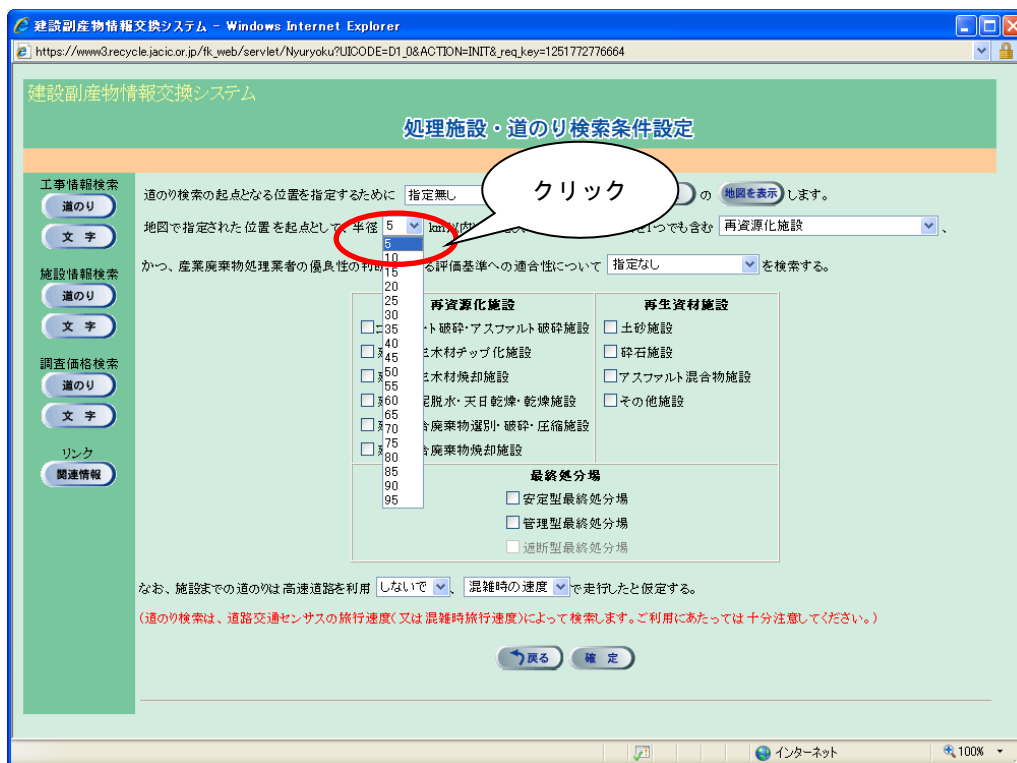 建設副産物情報交換システム - Windows Internet Explorer
https://www3.recycle.jacic.or.jp/fk_web/servlet/Nyuryoku?UICODE=D1_0&ACTION=INIT&_req_key=1251772776664
建設副産物情報交換システム
処理施設・道のり検索条件設定
工事情報検索
道のり
文 字
施設情報検索
道のり
文 字
調査価格検索
道のり
文 字
リンク
関連情報
道のり検索の起点となる位置を指定するために 指定無し の 地図を表示 します。
クリック
地図で指定された位置を起点として、半径 5 km以内 1つでも含む 再資源化施設 、
かつ、産業廃棄物処理業者の優良性の判断 る評価基準への適合性について 指定なし を検索する。
5
10
15
20
25
30
35
40
45
50
55
60
65
70
75
80
85
90
95
再資源化施設
ート破砕・アスファルト破砕施設
木材チップ化施設
木材焼却施設
泥脱水・天日乾燥・乾燥施設
合廃棄物選別・破砕・圧縮施設
合廃棄物焼却施設
再生資材施設
土砂施設
砕石施設
アスファルト混合物施設
その他施設
最終処分場
安定型最終処分場
管理型最終処分場
遮断型最終処分場
なお、施設までの道のりは高速道路を利用 しないで 、 混雑時の速度 で走行したと仮定する。
(道のり検索は、道路交通センサスの旅行速度(又は混雑時旅行速度)によって検索します。ご利用にあたっては十分注意してください。)
戻る 確 定
インターネット 100%